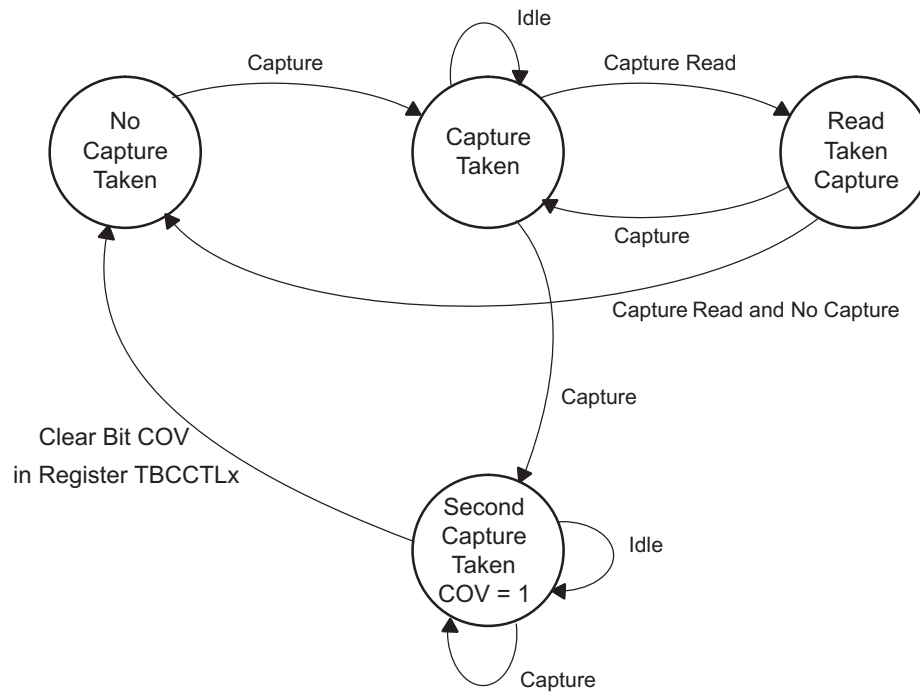 Idle
Capture
Capture Read
No
Capture
Taken
Capture
Taken
Read
Taken
Capture
Capture
Capture Read and No Capture
Capture
Clear Bit COV
in Register TBCCTLx
Second
Capture
Taken
COV = 1
Idle
Capture